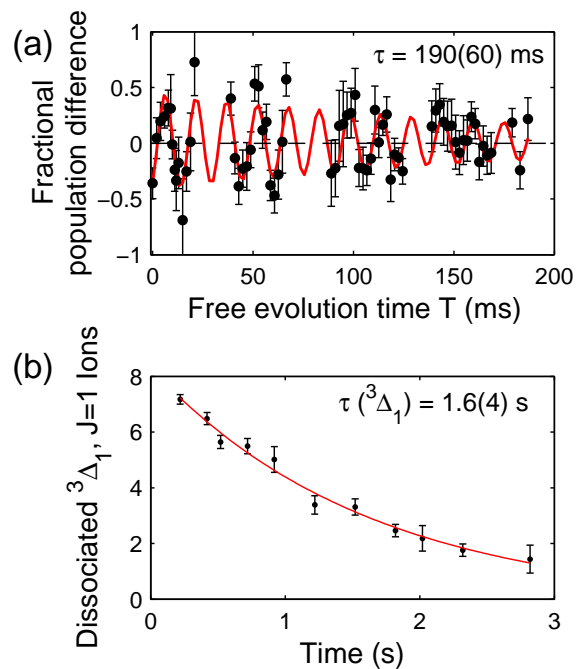 (a)
τ = 190(60) ms
Fractional
population difference
1
0.5
0
−0.5
−1
0 50 100 150 200
Free evolution time T (ms)
(b)
τ (³Δ₁) = 1.6(4) s
Dissociated ³Δ₁, J=1 Ions
8
6
4
2
0
0 1 2 3
Time (s)